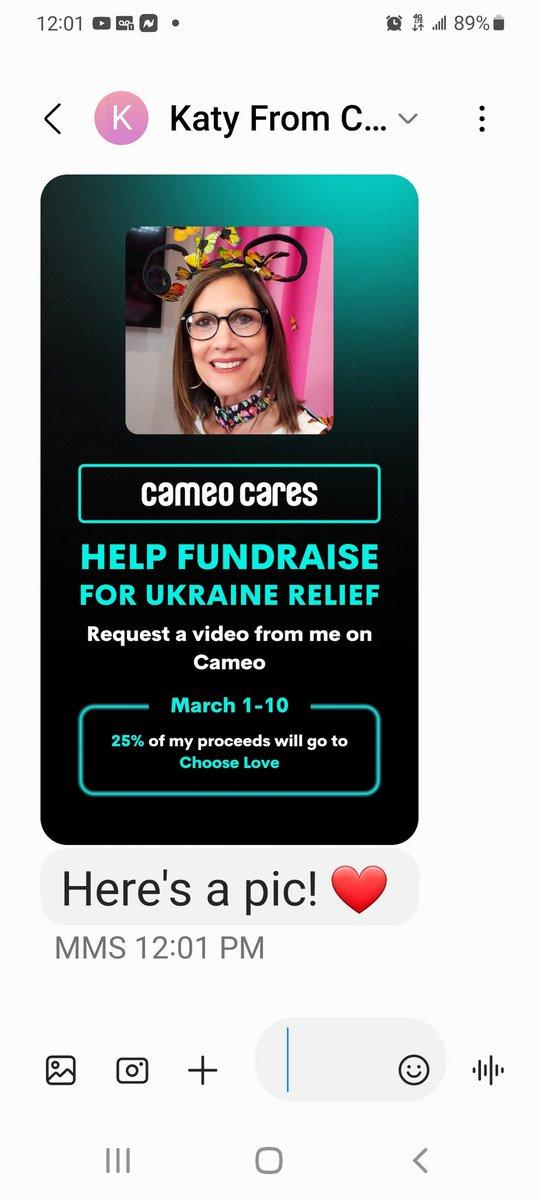 12:01
89%
K
Katy From C...
cameo cares
HELP FUNDRAISE
FOR UKRAINE RELIEF
Request a video from me on
Cameo
March 1-10
25% of my proceeds will go to
Choose Love
Here's a pic! ❤️
MMS 12:01 PM